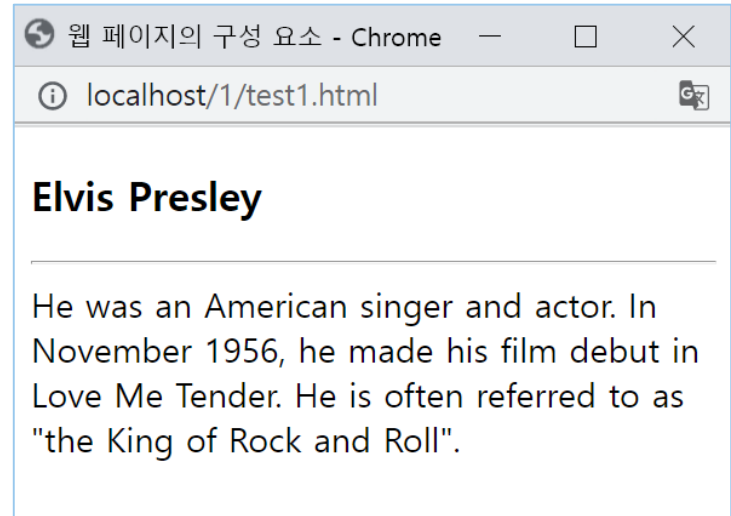 웹 페이지의 구성 요소 - Chrome
localhost/1/test1.html
Elvis Presley
He was an American singer and actor. In
November 1956, he made his film debut in
Love Me Tender. He is often referred to as
"the King of Rock and Roll".